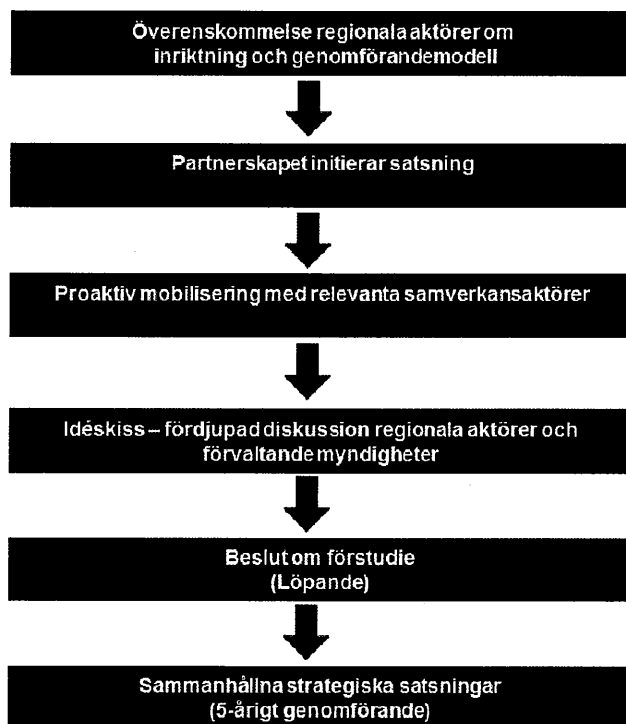 Överenskommelse regionala aktörer om
inriktning och genomförandemodell
Partnerskapet initierar satsning
Proaktiv mobilisering med relevanta samverkansaktörer
Idéskiss – fördjupad diskussion regionala aktörer och
förvaltande myndigheter
Beslut om förstudie
(Löpande)
Sammanhållna strategiska satsningar
(5-årigt genomförande)